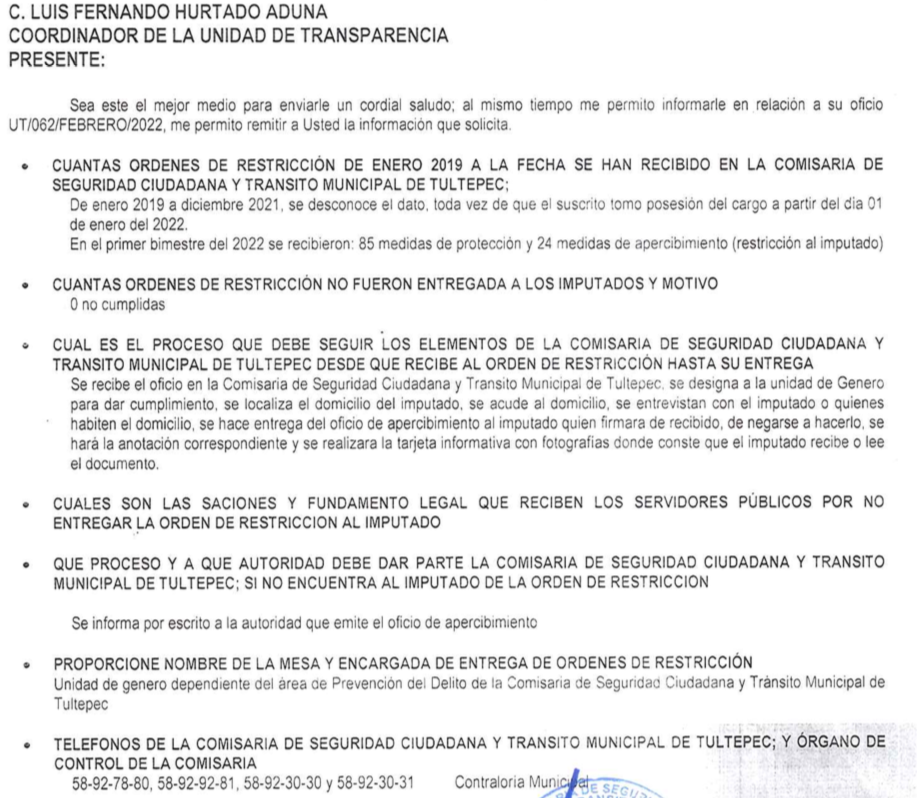 C. LUIS FERNANDO HURTADO ADUNA
COORDINADOR DE LA UNIDAD DE TRANSPARENCIA
PRESENTE:
Sea este el mejor medio para enviarle un cordial saludo; al mismo tiempo me permito informarle en relación a su oficio
UT/062/FEBRERO/2022, me permito remitir a Usted la información que solicita.
• CUANTAS ORDENES DE RESTRICCIÓN DE ENERO 2019 A LA FECHA SE HAN RECIBIDO EN LA COMISARIA DE
SEGURIDAD CIUDADANA Y TRANSITO MUNICIPAL DE TULTEPEC;
De enero 2019 a diciembre 2021, se desconoce el dato, toda vez de que el suscrito tomo posesión del cargo a partir del día 01
de enero del 2022.
En el primer bimestre del 2022 se recibieron: 85 medidas de protección y 24 medidas de apercibimiento (restricción al imputado)
• CUANTAS ORDENES DE RESTRICCIÓN NO FUERON ENTREGADA A LOS IMPUTADOS Y MOTIVO
0 no cumplidas
• CUAL ES EL PROCESO QUE DEBE SEGUIR LOS ELEMENTOS DE LA COMISARIA DE SEGURIDAD CIUDADANA Y
TRANSITO MUNICIPAL DE TULTEPEC DESDE QUE RECIBE AL ORDEN DE RESTRICCIÓN HASTA SU ENTREGA
Se recibe el oficio en la Comisaria de Seguridad Ciudadana y Transito Municipal de Tultepec, se designa a la unidad de Genero
para dar cumplimiento, se localiza el domicilio del imputado, se acude al domicilio, se entrevistan con el imputado o quienes
habiten el domicilio, se hace entrega del oficio de apercibimiento al imputado quien firmara de recibido, de negarse a hacerlo, se
hará la anotación correspondiente y se realizara la tarjeta informativa con fotografías donde conste que el imputado recibe o lee
el documento.
• CUALES SON LAS SACIONES Y FUNDAMENTO LEGAL QUE RECIBEN LOS SERVIDORES PÚBLICOS POR NO
ENTREGAR LA ORDEN DE RESTRICCION AL IMPUTADO
• QUE PROCESO Y A QUE AUTORIDAD DEBE DAR PARTE LA COMISARIA DE SEGURIDAD CIUDADANA Y TRANSITO
MUNICIPAL DE TULTEPEC; SI NO ENCUENTRA AL IMPUTADO DE LA ORDEN DE RESTRICCION
Se informa por escrito a la autoridad que emite el oficio de apercibimiento
• PROPORCIONE NOMBRE DE LA MESA Y ENCARGADA DE ENTREGA DE ORDENES DE RESTRICCIÓN
Unidad de genero dependiente del área de Prevención del Delito de la Comisaria de Seguridad Ciudadana y Tránsito Municipal de
Tultepec
• TELEFONOS DE LA COMISARIA DE SEGURIDAD CIUDADANA Y TRANSITO MUNICIPAL DE TULTEPEC; Y ÓRGANO DE
CONTROL DE LA COMISARIA
58-92-78-80, 58-92-92-81, 58-92-30-30 y 58-92-30-31 Contraloria Municipal